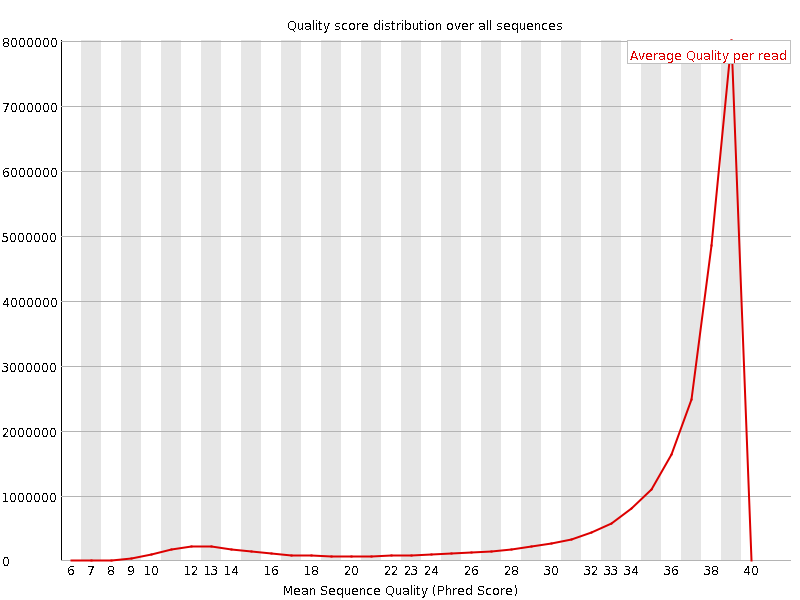 Quality score distribution over all sequences
8000000
Average Quality per read
7000000
6000000
5000000
4000000
3000000
2000000
1000000
0
6 7 8 9 10 12 13 14 16 18 20 22 23 24 26 28 30 32 33 34 36 38 40
Mean Sequence Quality (Phred Score)